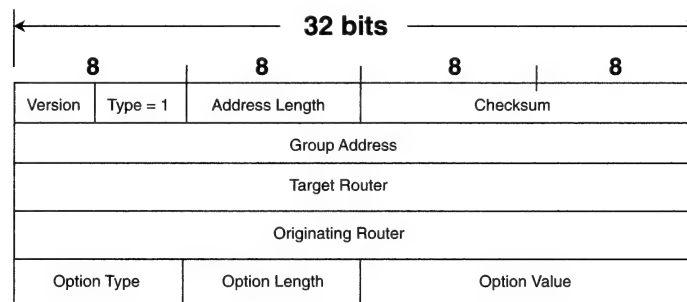 32 bits
8 8 8 8
Version Type = 1 Address Length Checksum
Group Address
Target Router
Originating Router
Option Type Option Length Option Value